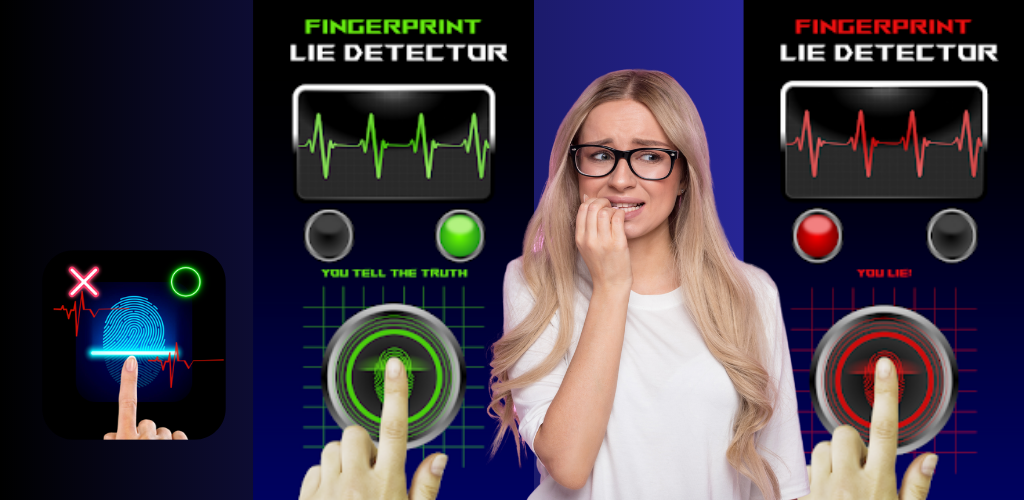 FINGERPRINT
LIE DETECTOR
YOU TELL THE TRUTH
FINGERPRINT
LIE DETECTOR
YOU LIE!